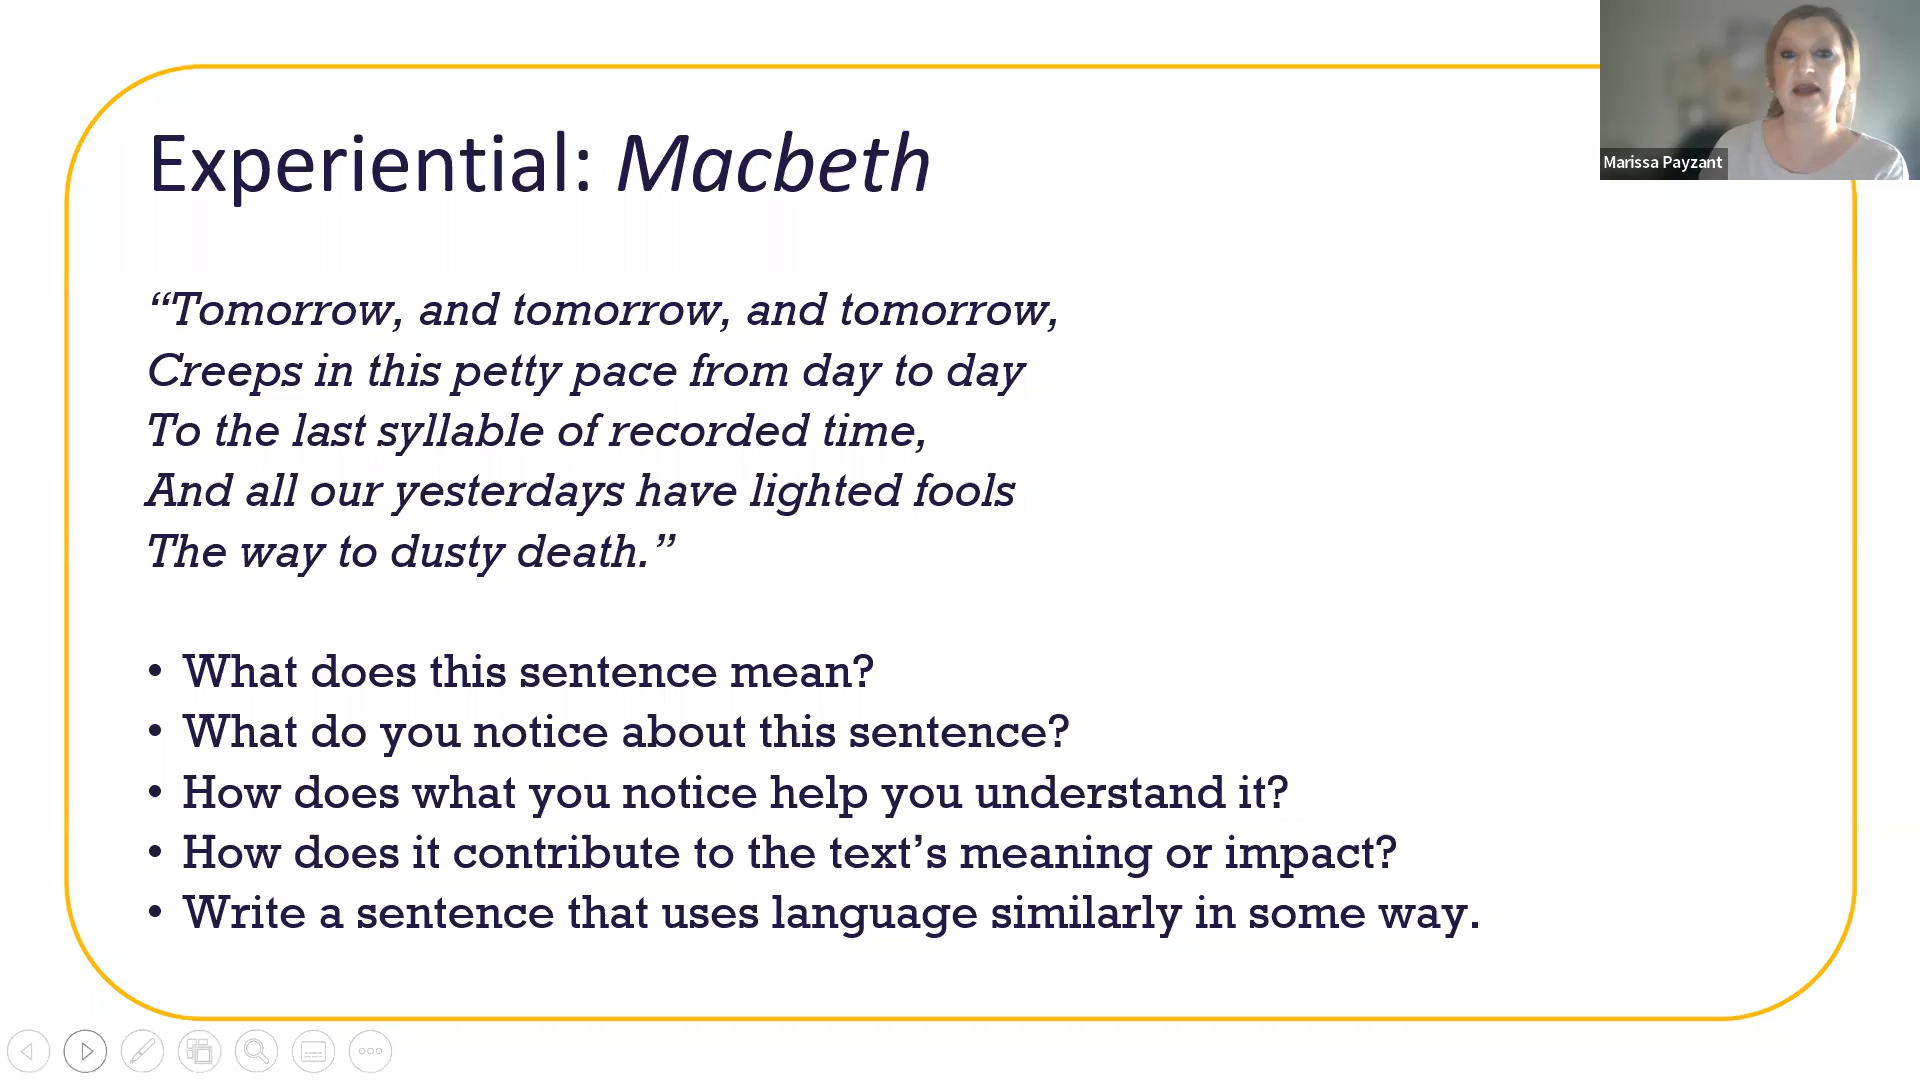 Experiential: Macbeth
“Tomorrow, and tomorrow, and tomorrow,
Creeps in this petty pace from day to day
To the last syllable of recorded time,
And all our yesterdays have lighted fools
The way to dusty death.”
• What does this sentence mean?
• What do you notice about this sentence?
• How does what you notice help you understand it?
• How does it contribute to the text’s meaning or impact?
• Write a sentence that uses language similarly in some way.
Marissa Payzant